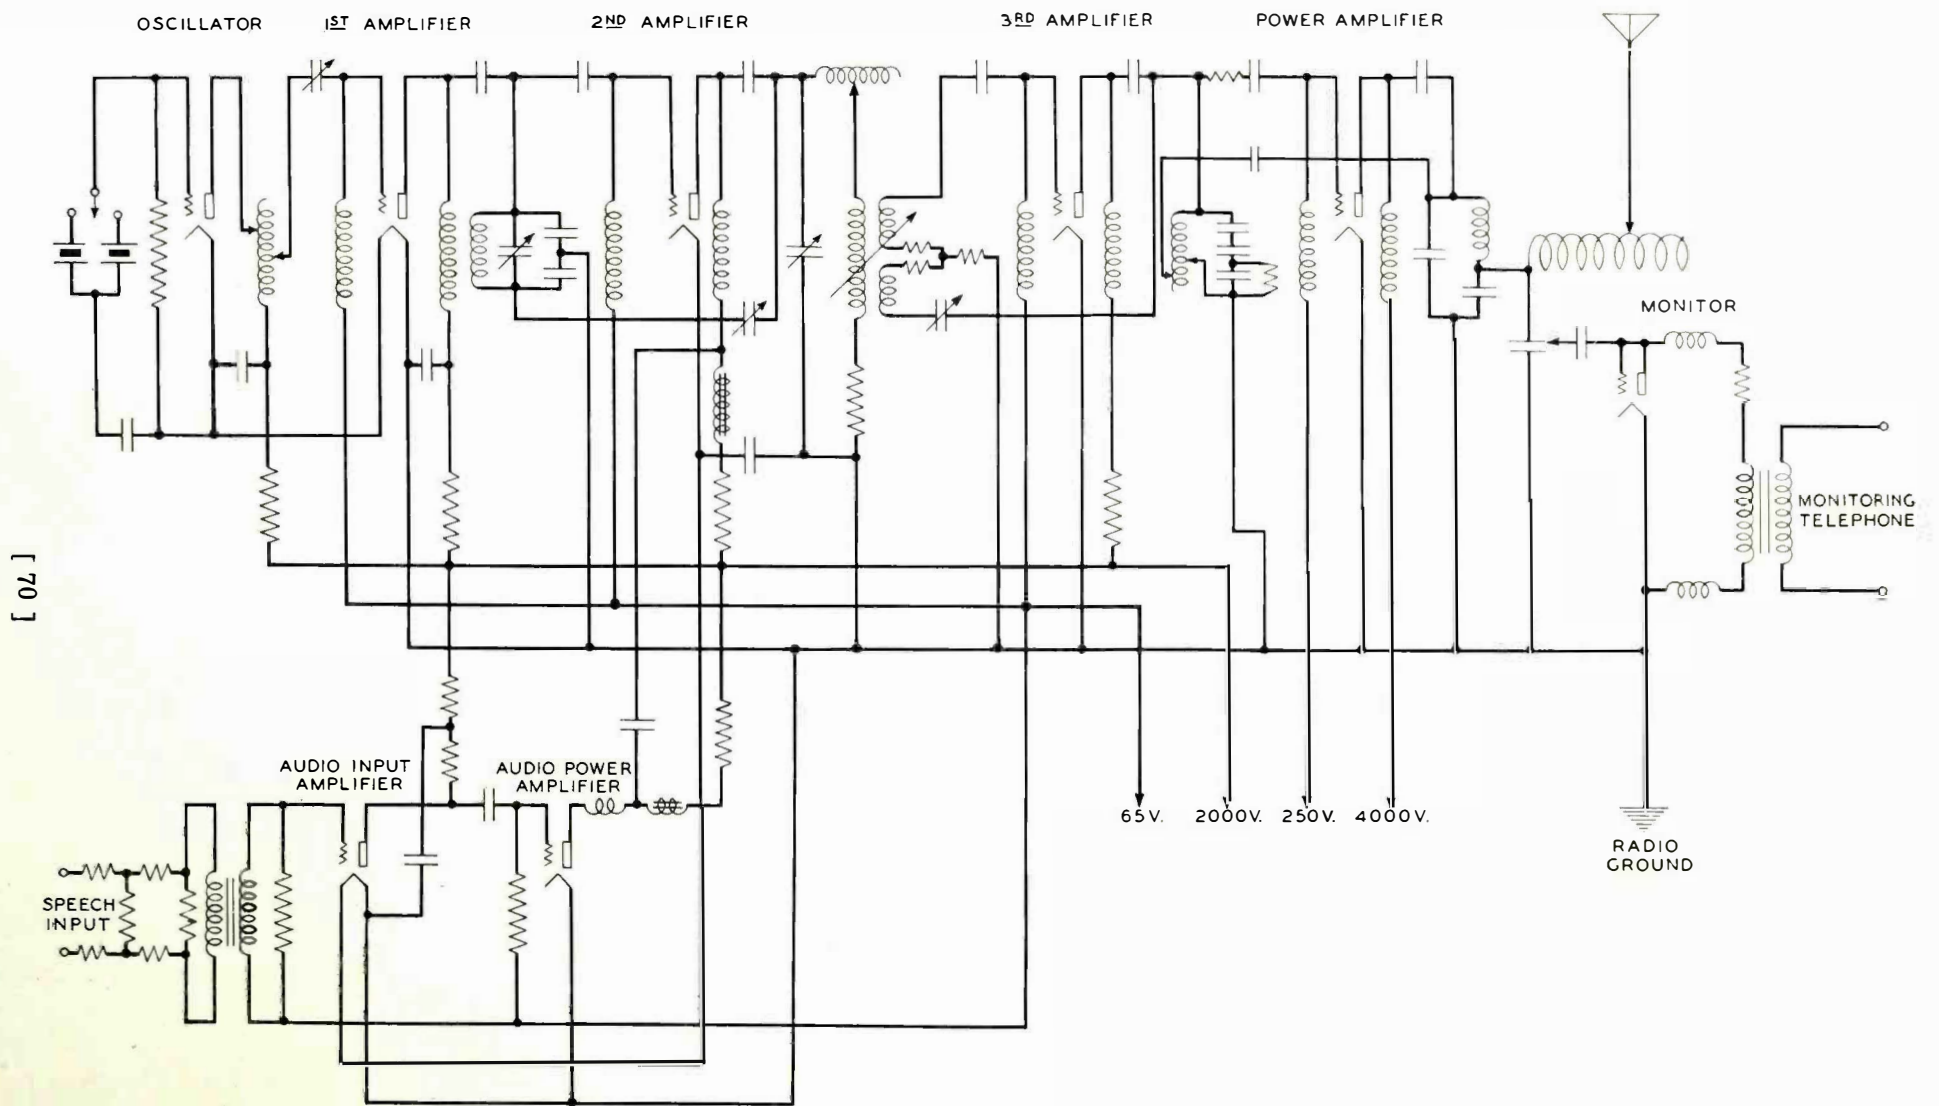 OSCILLATOR
1ST AMPLIFIER
2ND AMPLIFIER
3RD AMPLIFIER
POWER AMPLIFIER
MONITOR
MONITORING
TELEPHONE
[ 70 ]
AUDIO INPUT
AMPLIFIER
AUDIO POWER
AMPLIFIER
65V.
2000V.
250V.
4000V.
RADIO
GROUND
SPEECH
INPUT